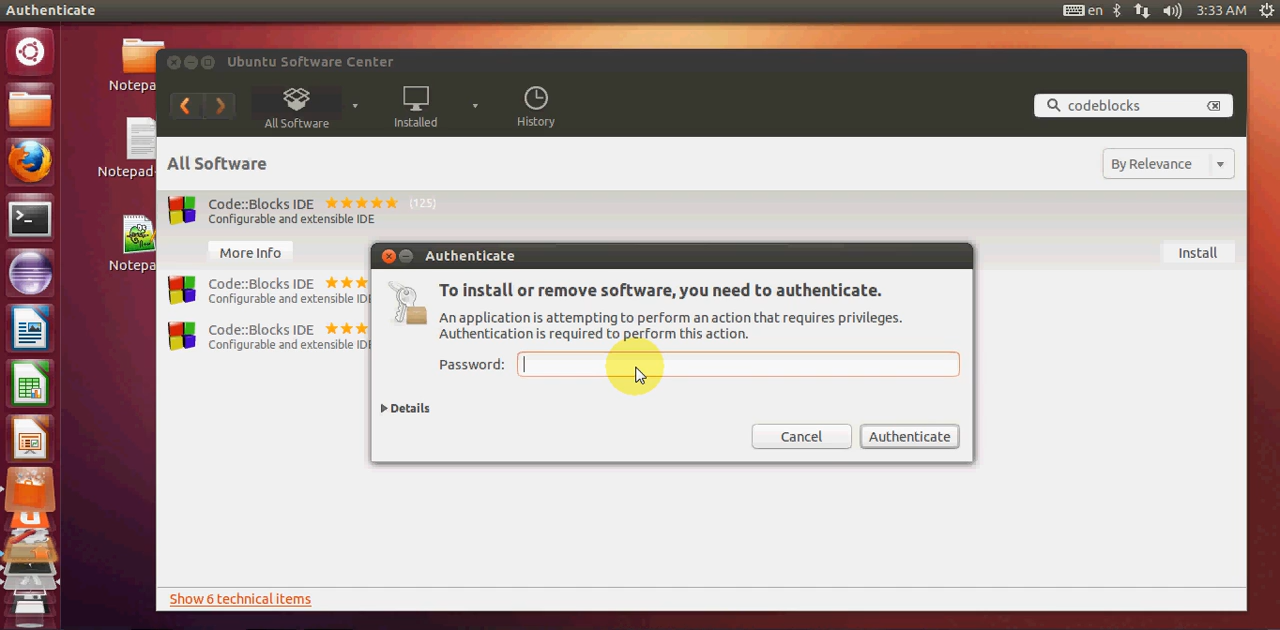 Authenticate
en
3:33 AM
Notepa
Notepad-
Notepa
Ubuntu Software Center
All Software
Installed
History
codeblocks
All Software
By Relevance
Code::Blocks IDE
(125)
Configurable and extensible IDE
More Info
Install
Code::Blocks IDE
Configurable and extensible IDE
Code::Blocks IDE
Configurable and extensible IDE
Authenticate
To install or remove software, you need to authenticate.
An application is attempting to perform an action that requires privileges.
Authentication is required to perform this action.
Password:
Details
Cancel
Authenticate
Show 6 technical items